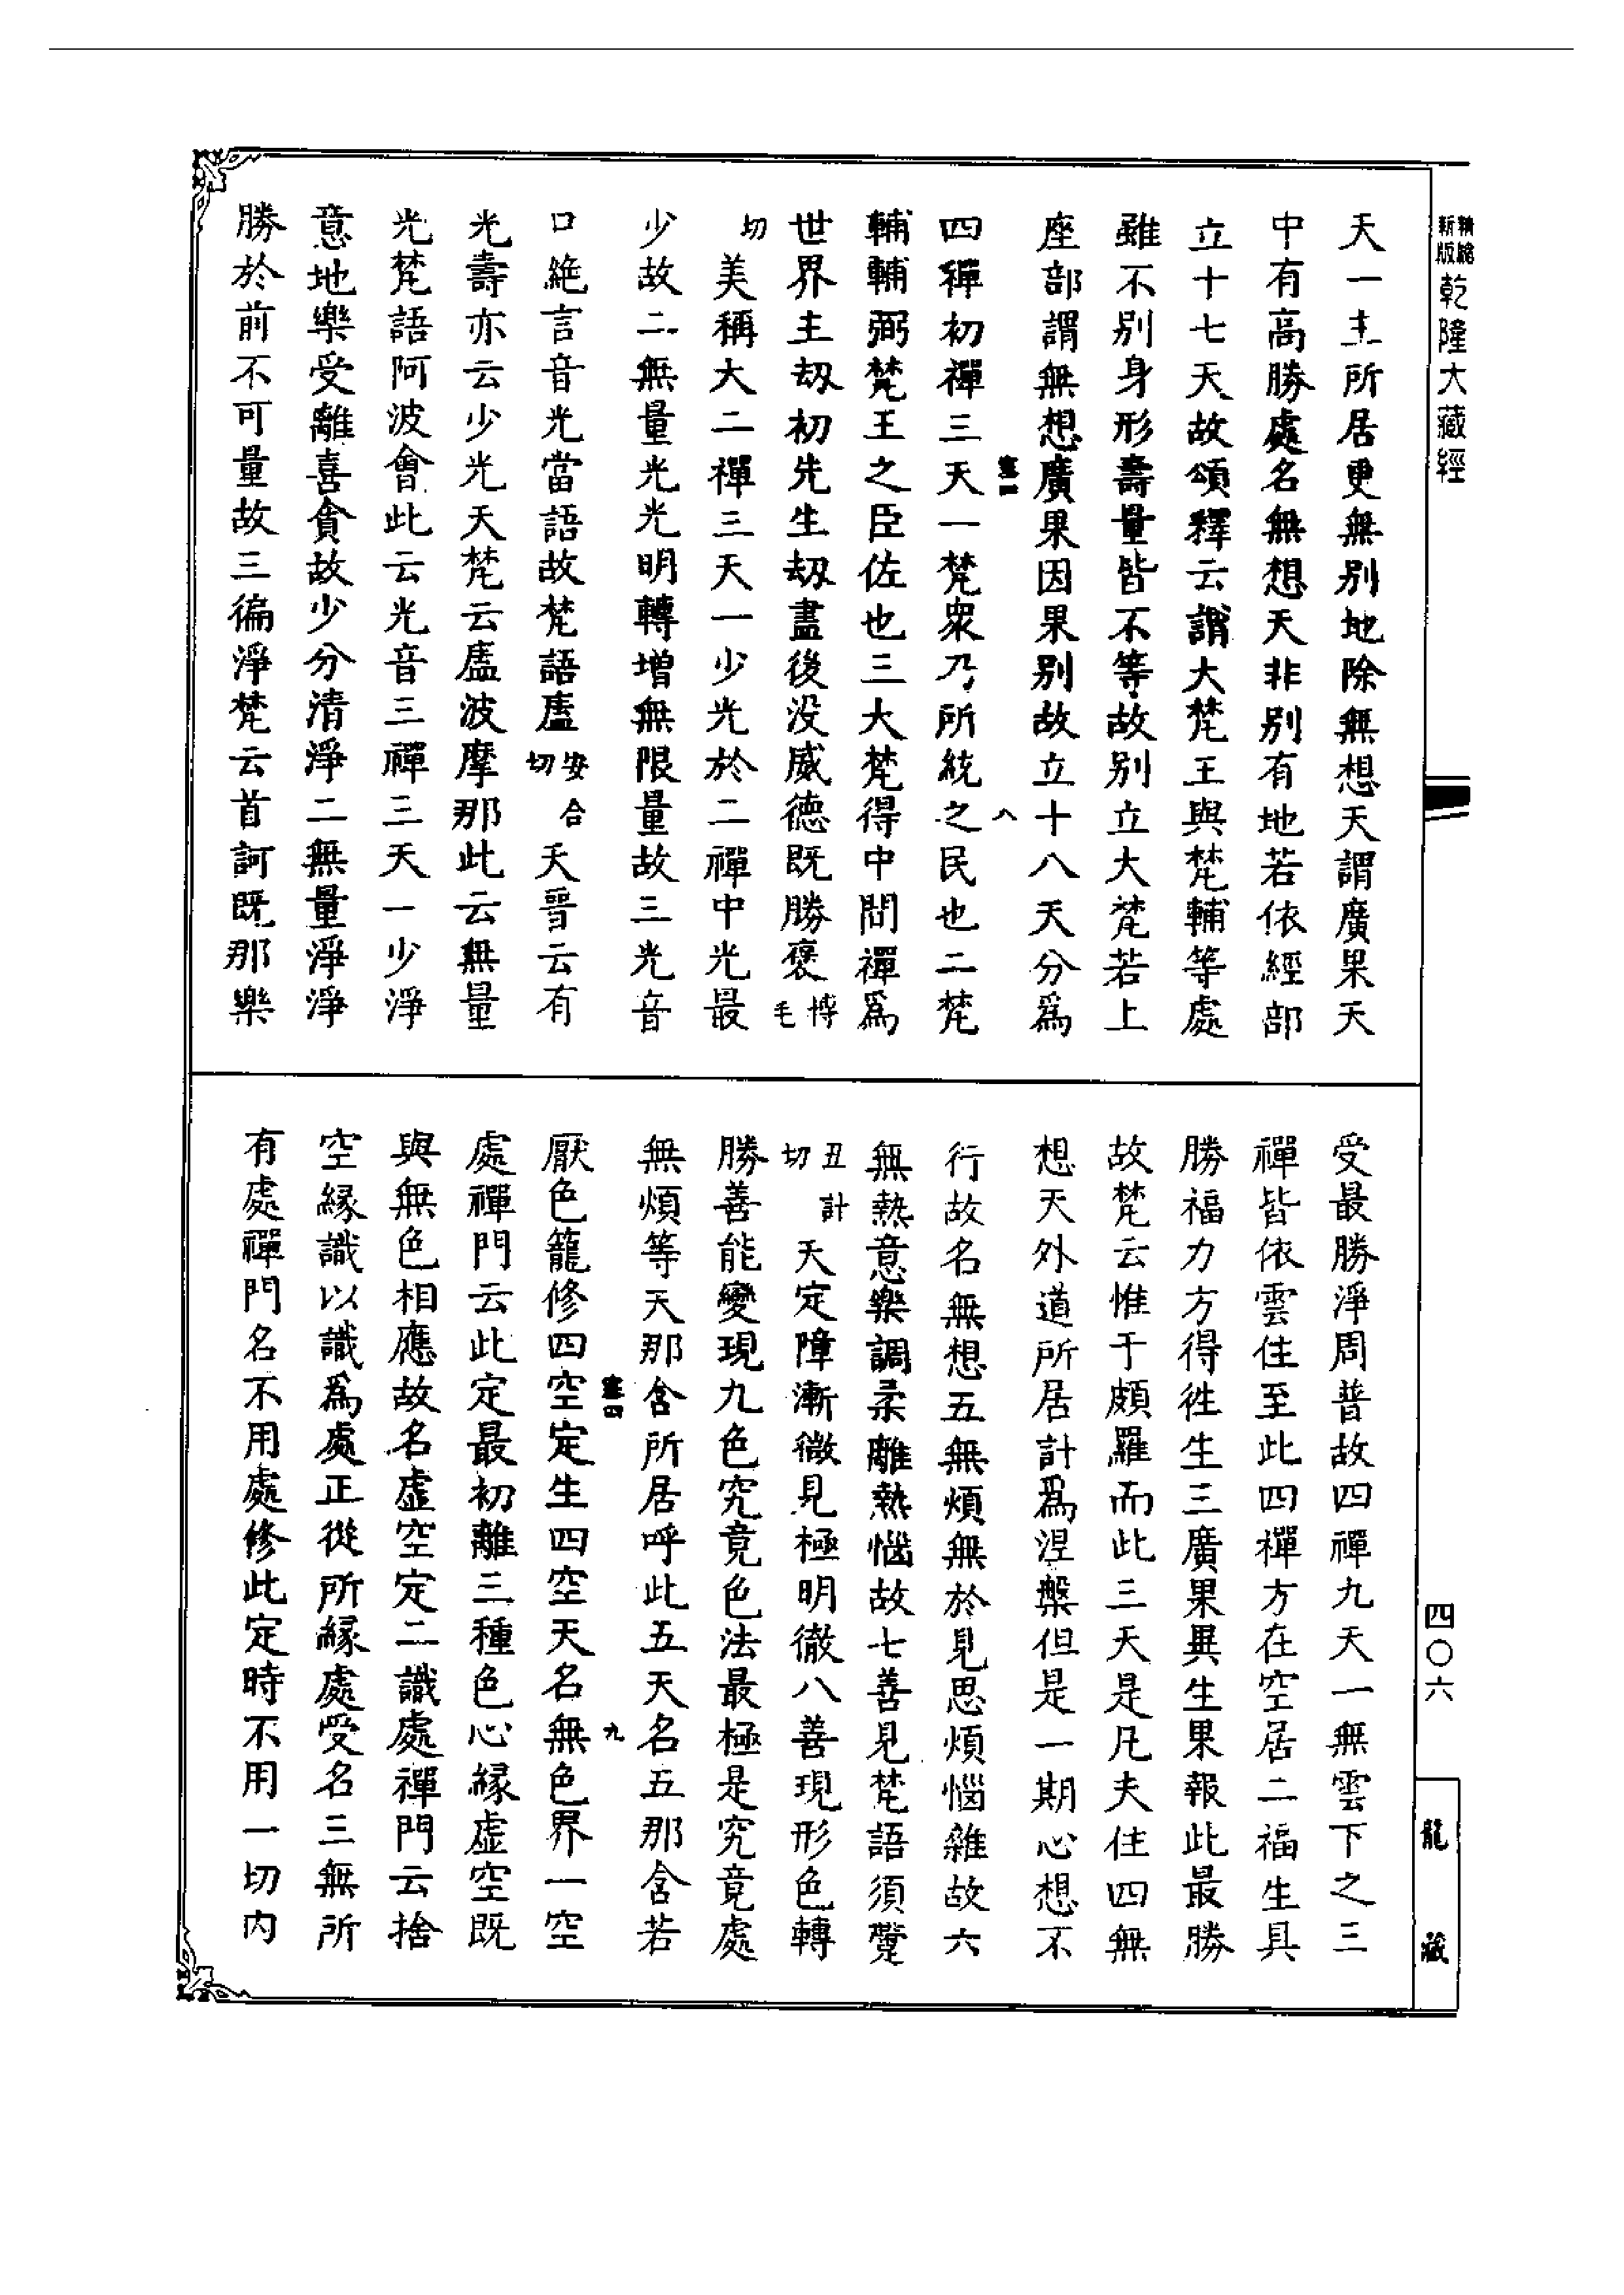 新版精縮乾隆大藏經
天一主所居更無別地除無想天謂廣果天
中有高勝處名無想天非別有地若依經部
立十七天故頌釋云謂大梵王與梵輔等處
雖不別身形壽量皆不等故別立大梵若上
座部謂無想廣果因果別故立十八天分爲
八
四禪初禪三天一梵衆乃所統之民也二梵
輔輔弼梵王之臣佐也三大梵得中間禪爲
世界主刼初先生刼盡後没威德既勝褒博毛
切美稱大二禪三天一少光於二禪中光最
少故二無量光光明轉增無限量故三光音
口絶言音光當語故梵語廅安合切天晉云有
光壽亦云少光天梵云廅波摩那此云無量
光梵語阿波會此云光音三禪三天一少淨
意地樂受離喜貪故少分清淨二無量淨淨
勝於前不可量故三徧淨梵云首訶既那樂
受最勝淨周普故四禪九天一無雲下之三
禪皆依雲住至此四禪方在空居二福生具
勝福力方得徃生三廣果異生果報此最勝
故梵云惟于頗羅而此三天是凡夫住四無
想天外道所居計爲涅槃但是一期心想不
行故名無想五無煩無於見思煩惱雜故六
無熱意樂調柔離熱惱故七善見梵語須䠠
丑計切天定障漸微見極明徹八善現形色轉
勝善能變現九色究竟色法最極是究竟處
無煩等天那含所居呼此五天名五那含若
九
厭色籠修四空定生四空天名無色界一空
處禪門云此定最初離三種色心緣虛空既
與無色相應故名虛空定二識處禪門云捨
空緣識以識爲處正從所緣處受名三無所
有處禪門名不用處修此定時不用一切内
四〇六
龍藏